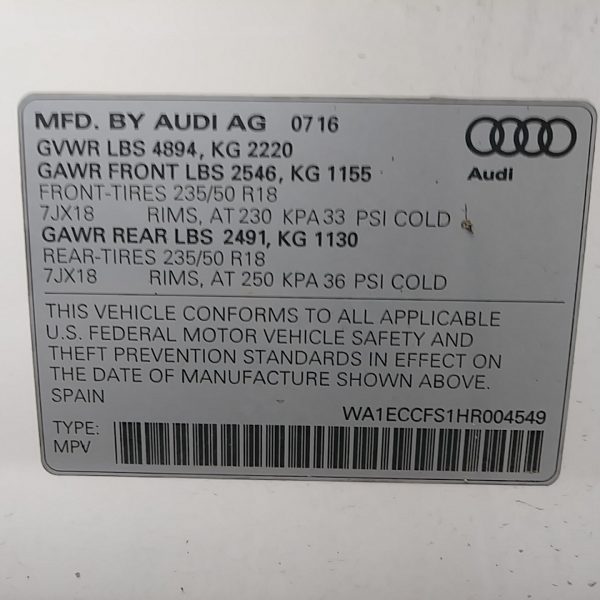 MFD. BY AUDI AG 0716
GVWR LBS 4894, KG 2220
GAWR FRONT LBS 2546, KG 1155
FRONT-TIRES 235/50 R18
7JX18 RIMS, AT 230 KPA 33 PSI COLD
GAWR REAR LBS 2491, KG 1130
REAR-TIRES 235/50 R18
7JX18 RIMS, AT 250 KPA 36 PSI COLD
Audi
THIS VEHICLE CONFORMS TO ALL APPLICABLE
U.S. FEDERAL MOTOR VEHICLE SAFETY AND
THEFT PREVENTION STANDARDS IN EFFECT ON
THE DATE OF MANUFACTURE SHOWN ABOVE.
SPAIN
WA1ECCFS1HR004549
TYPE:
MPV